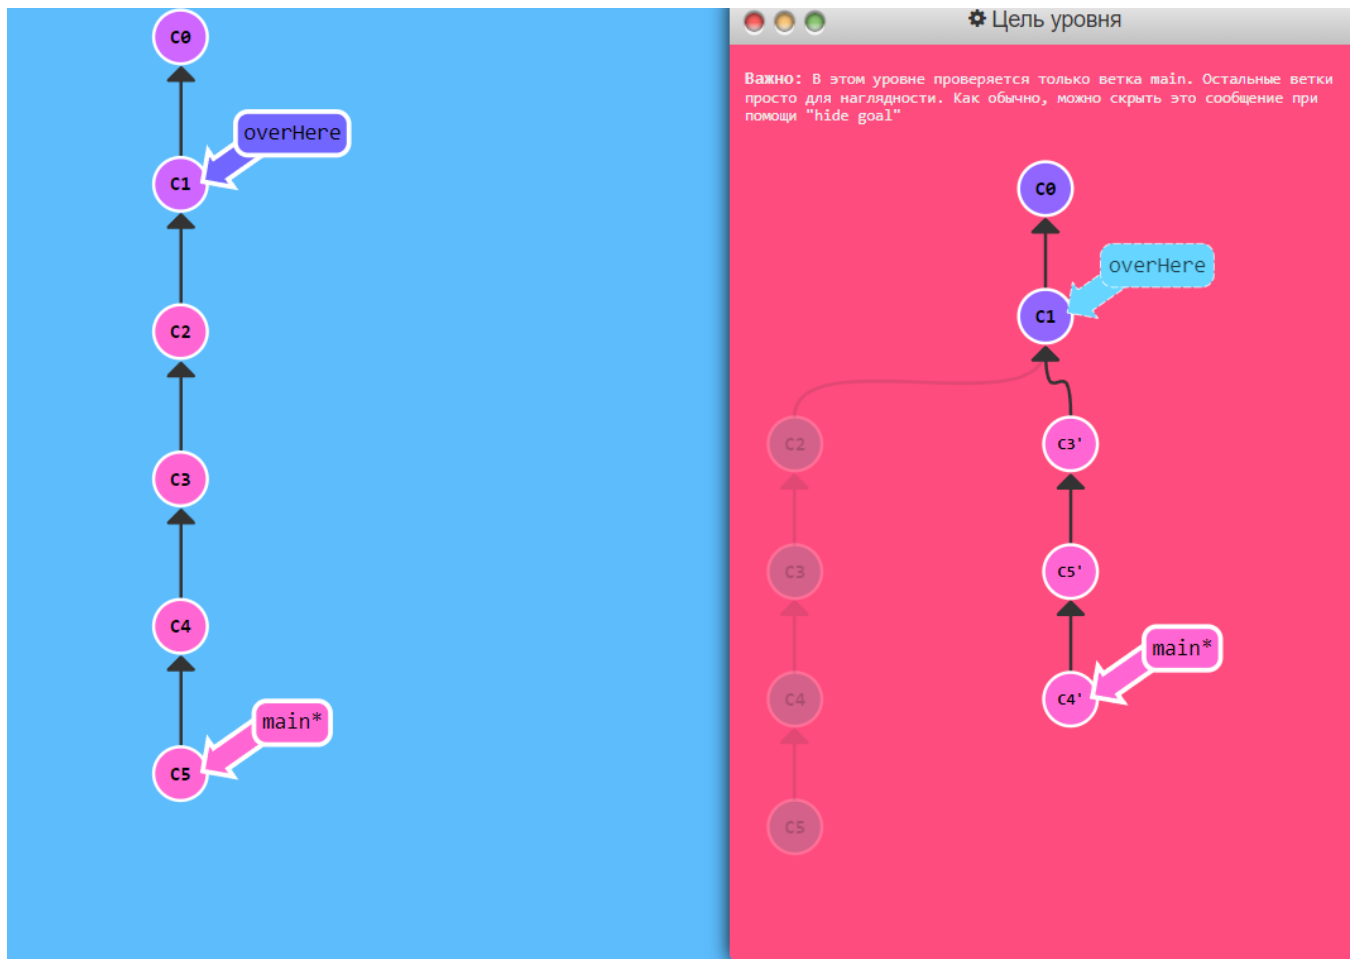 C0
overHere
C1
C2
C3
C4
main*
C5
Цель уровня
Важно: В этом уровне проверяется только ветка main. Остальные ветки
просто для наглядности. Как обычно, можно скрыть это сообщение при
помощи "hide goal"
C0
overHere
C1
C2
C3'
C3
C5'
main*
C4
C4'
C5